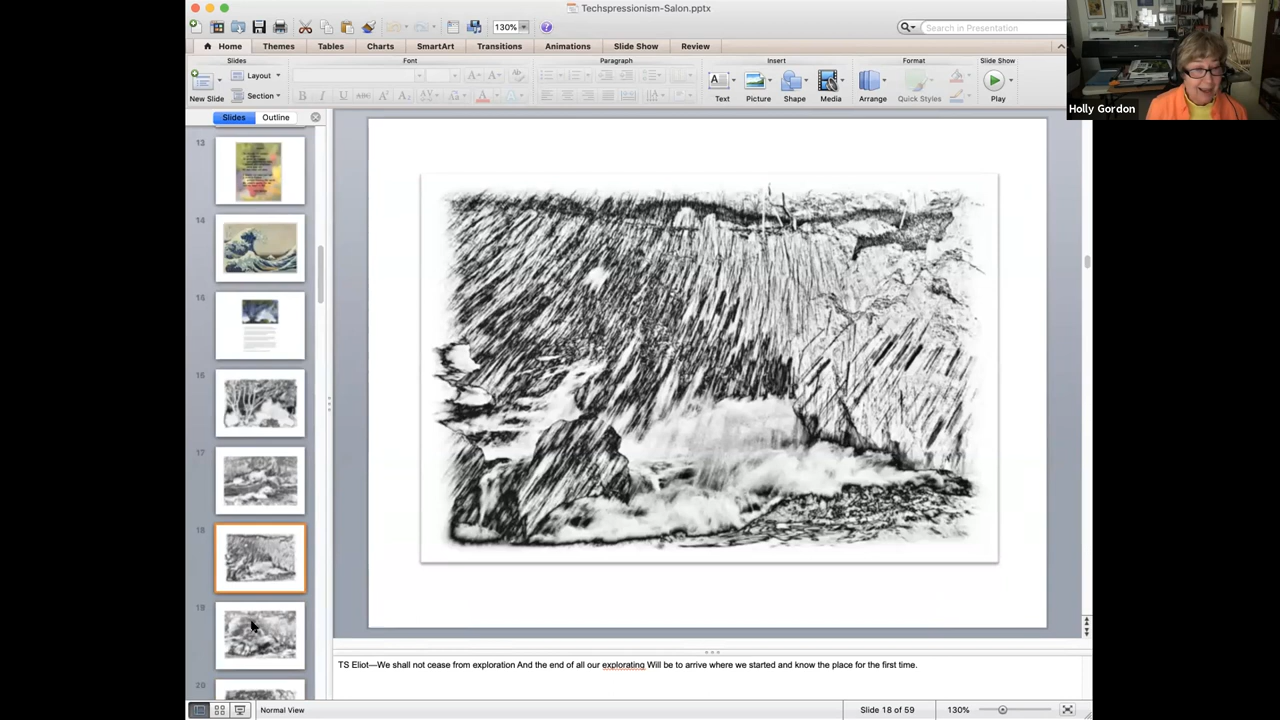 Techspressionism-Salon.pptx
130%
Search in Presentation
Home Themes Tables Charts SmartArt Transitions Animations Slide Show Review
Slides Font Paragraph Insert Format Slide Show
New Slide Layout Section Text Picture Shape Media Arrange Quick Styles Play
B I U
Holly Gordon
Slides Outline
13
14
16
17
18
19
20
TS Eliot—We shall not cease from exploration And the end of all our explorating Will be to arrive where we started and know the place for the first time.
Normal View Slide 18 of 59 130%